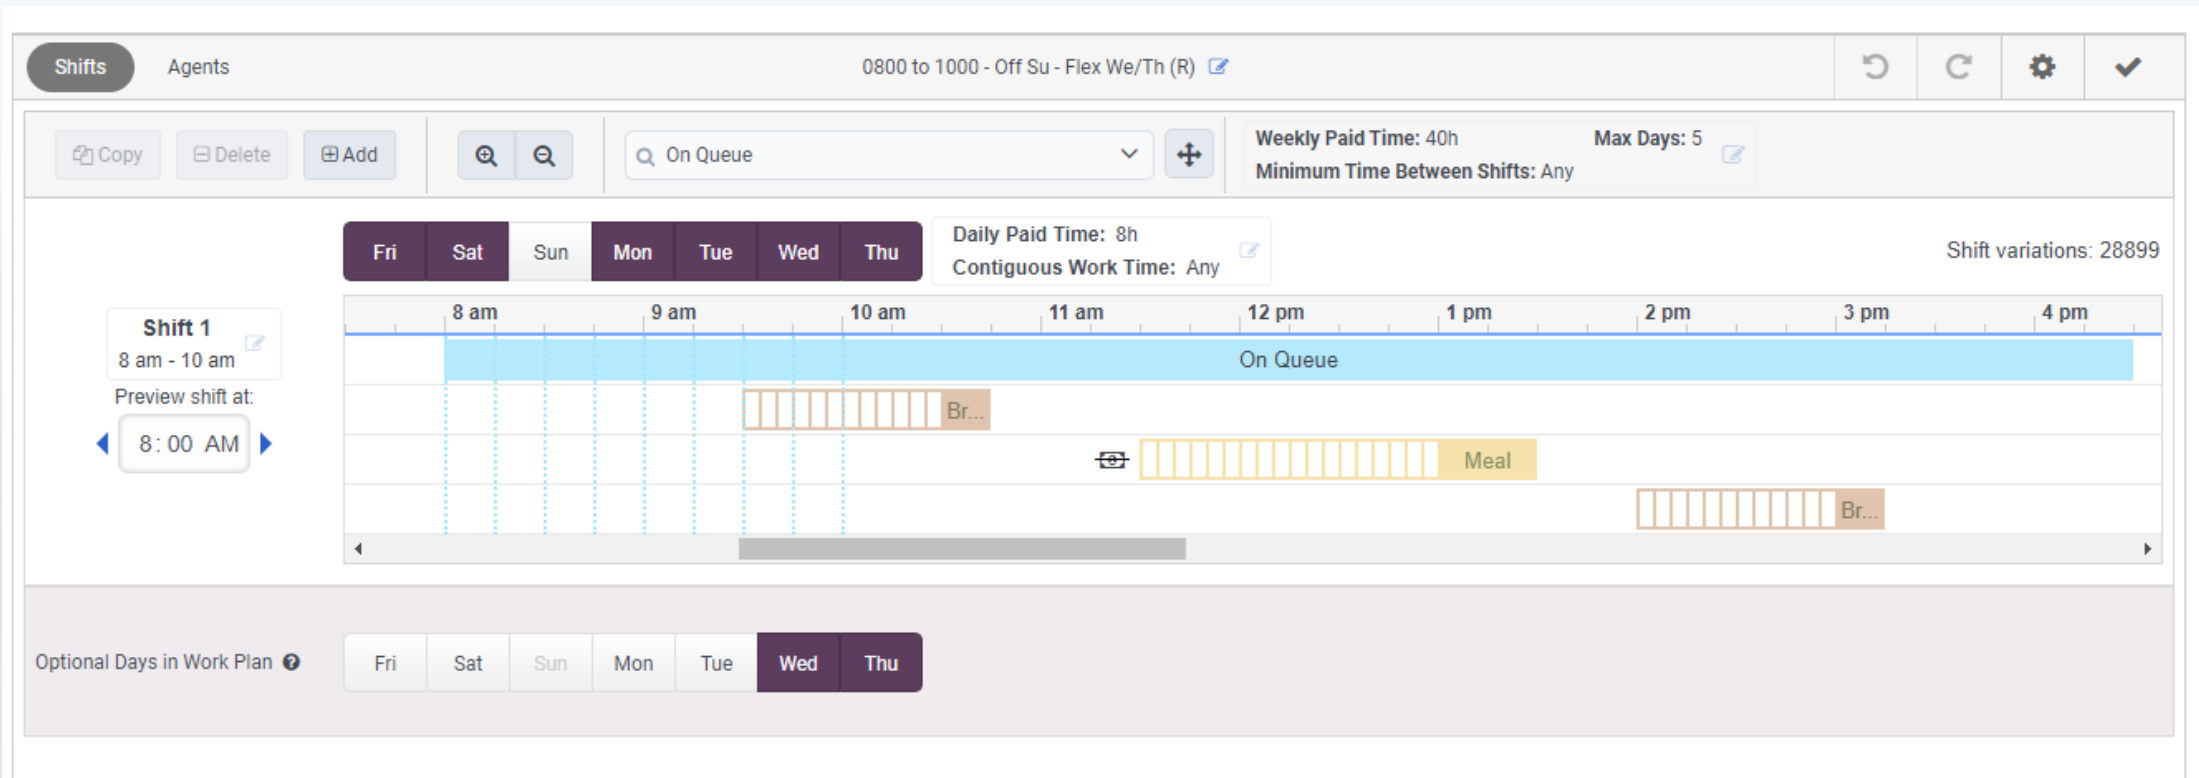 Shifts Agents 0800 to 1000 - Off Su - Flex We/Th (R)
Copy Delete Add On Queue Weekly Paid Time: 40h Max Days: 5
Minimum Time Between Shifts: Any
Fri Sat Sun Mon Tue Wed Thu Daily Paid Time: 8h
Contiguous Work Time: Any
Shift variations: 28899
8 am 9 am 10 am 11 am 12 pm 1 pm 2 pm 3 pm 4 pm
Shift 1
8 am - 10 am
Preview shift at:
8:00 AM
On Queue
Br...
Meal
Br...
Optional Days in Work Plan Fri Sat Sun Mon Tue Wed Thu